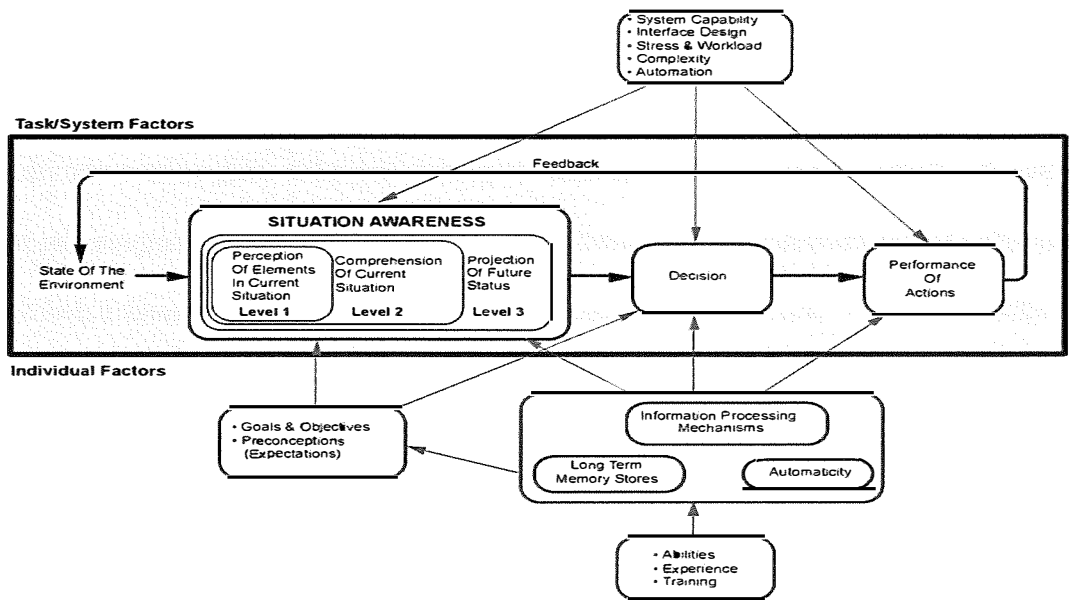 • System Capability
• Interface Design
• Stress & Workload
• Complexity
• Automation
Task/System Factors
Feedback
SITUATION AWARENESS
State Of The
Environment
Perception
Of Elements
In Current
Situation
Level 1
Comprehension
Of Current
Situation
Level 2
Projection
Of Future
Status
Level 3
Decision
Performance
Of
Actions
Individual Factors
• Goals & Objectives
• Preconceptions
(Expectations)
Information Processing
Mechanisms
Long Term
Memory Stores
Automaticity
• Abilities
• Experience
• Training